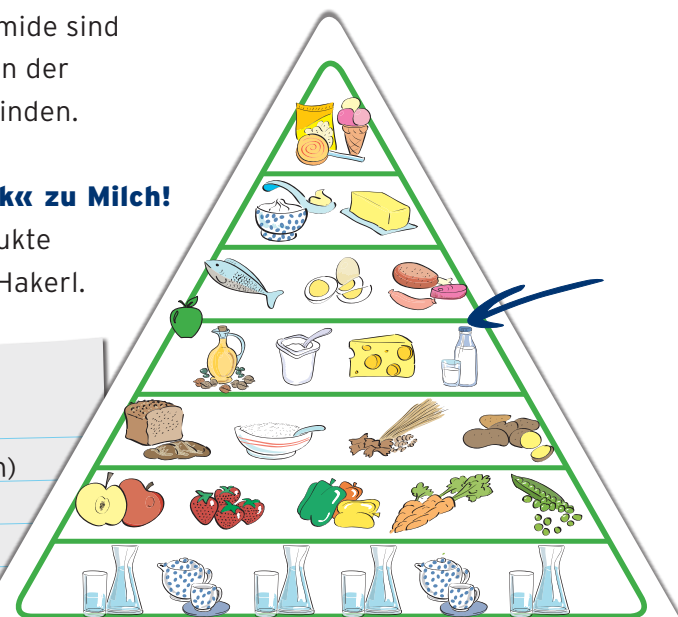 mide sind
n der
inden.
k« zu Milch!
ukte
Hakerl.
)